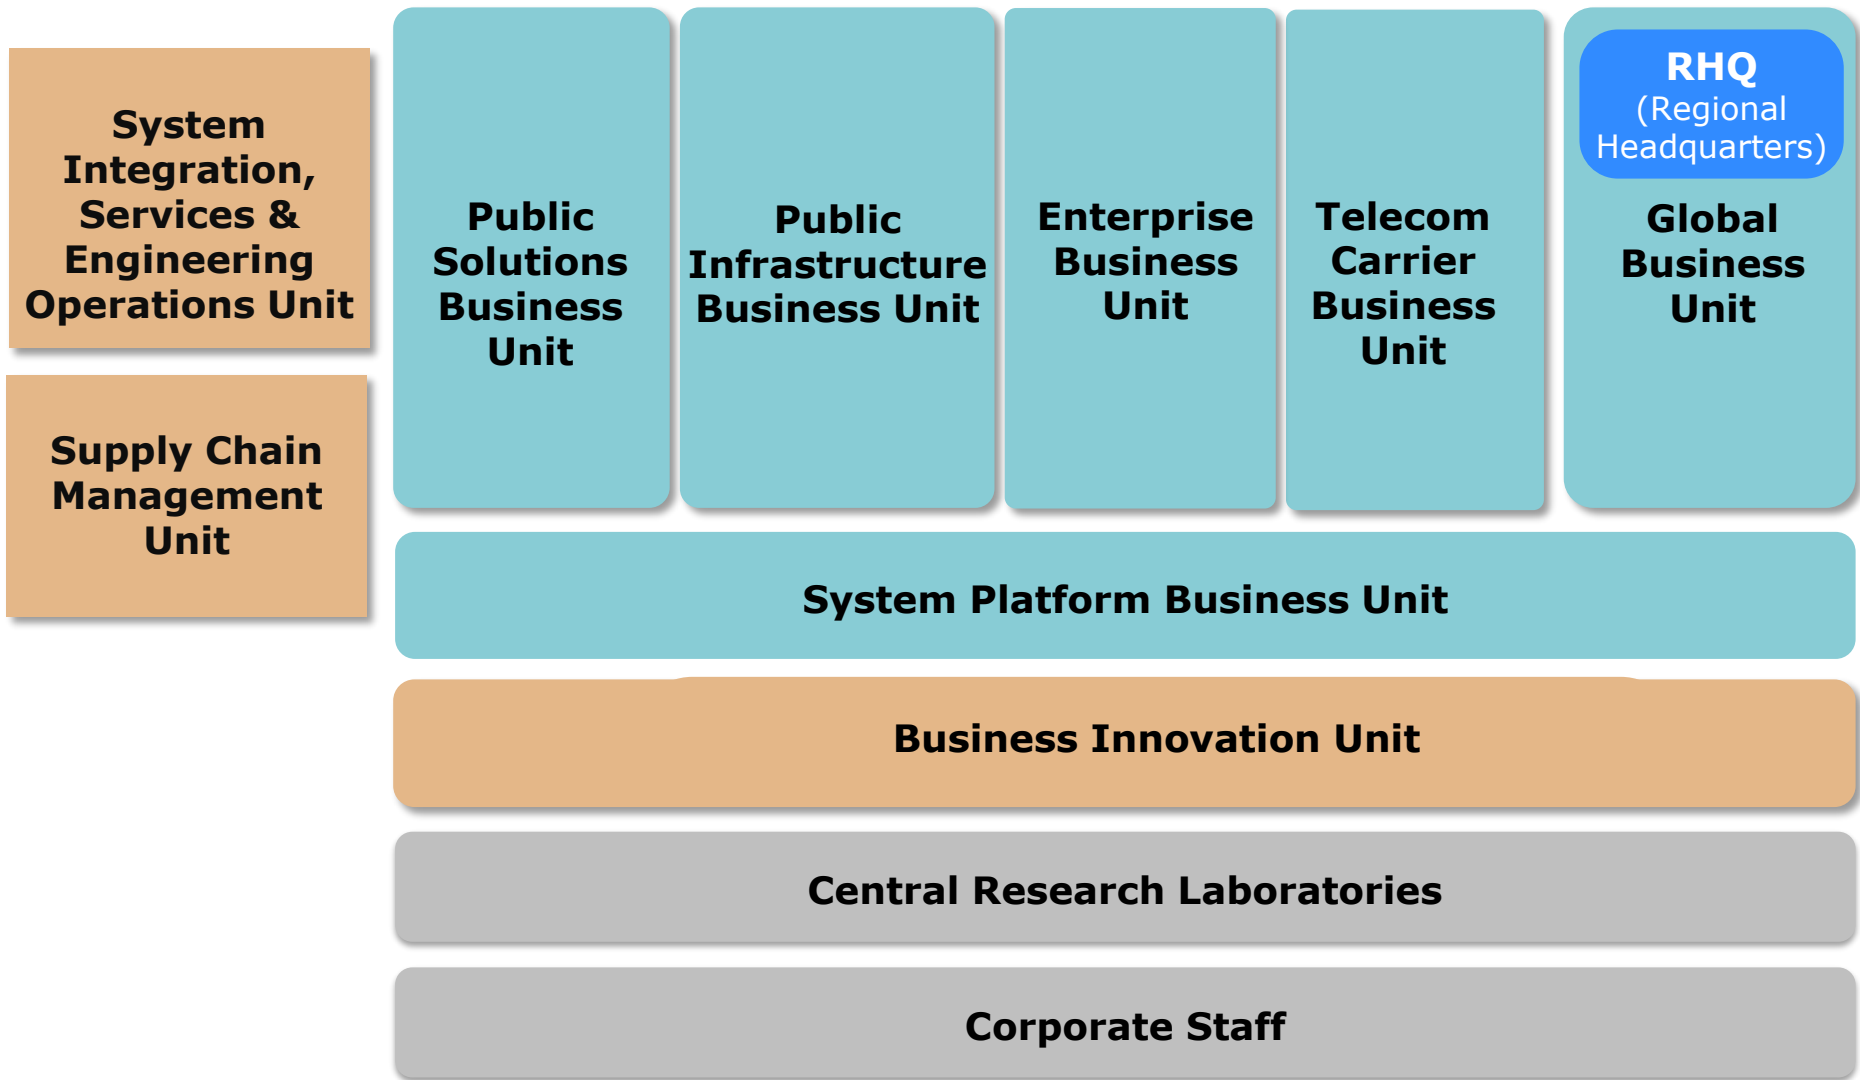 System
Integration,
Services &
Engineering
Operations Unit
Supply Chain
Management
Unit
Public
Solutions
Business
Unit
Public
Infrastructure
Business Unit
Enterprise
Business
Unit
Telecom
Carrier
Business
Unit
RHQ
(Regional
Headquarters)
Global
Business
Unit
System Platform Business Unit
Business Innovation Unit
Central Research Laboratories
Corporate Staff